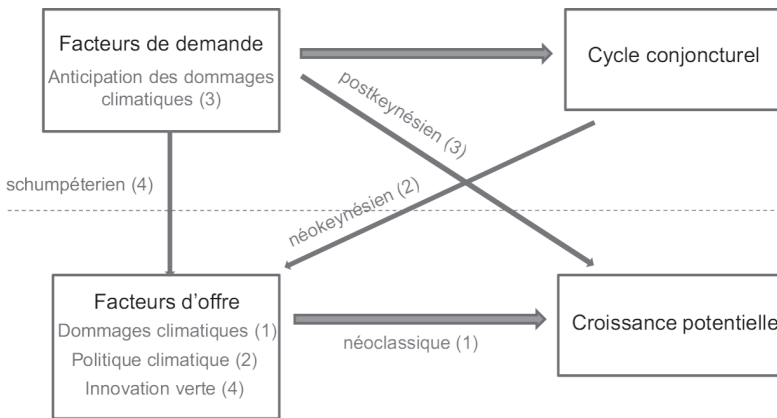 Facteurs de demande
Anticipation des dommages
climatiques (3)
Cycle conjoncturel
postkeynésien (3)
schumpéterien (4)
néokeynésien (2)
Facteurs d’offre
Dommages climatiques (1)
Politique climatique (2)
Innovation verte (4)
néoclassique (1)
Croissance potentielle